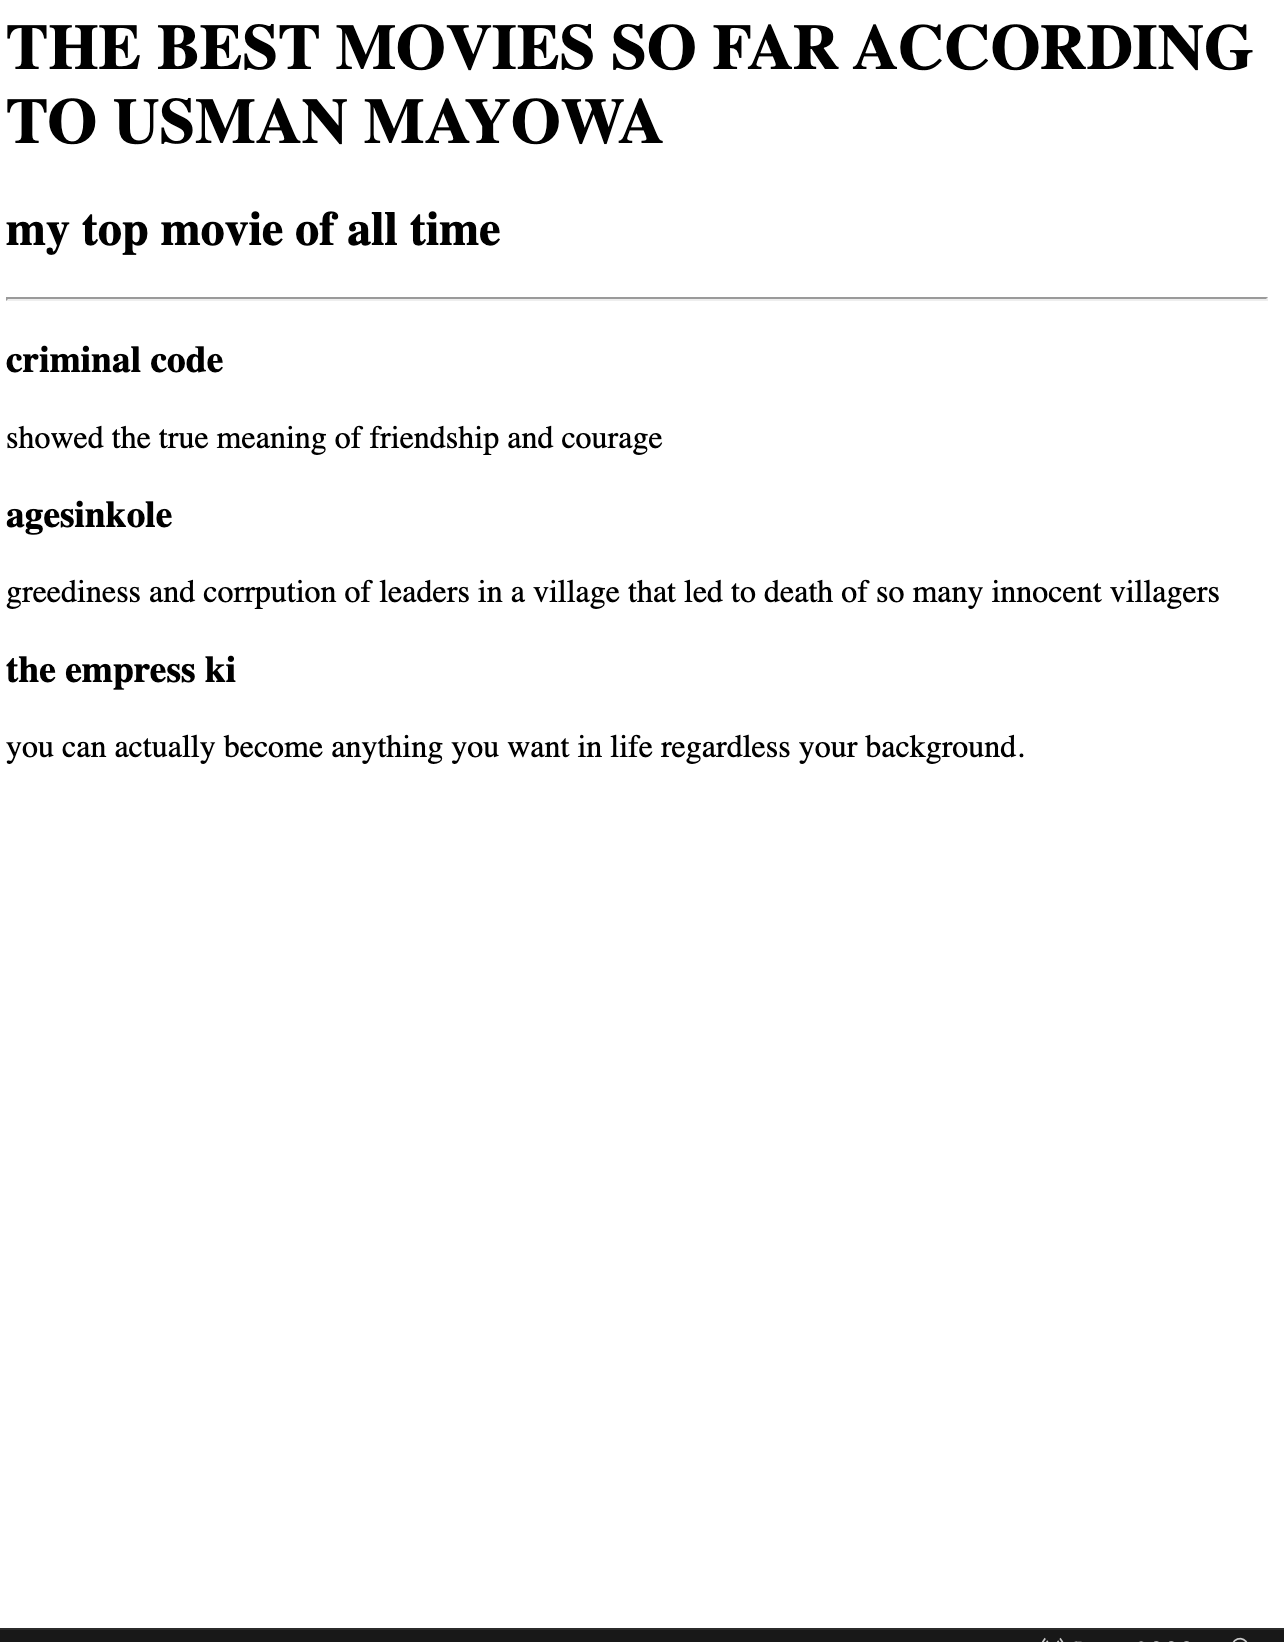 THE BEST MOVIES SO FAR ACCORDING
TO USMAN MAYOWA
my top movie of all time
criminal code
showed the true meaning of friendship and courage
agesinkole
greediness and corrpution of leaders in a village that led to death of so many innocent villagers
the empress ki
you can actually become anything you want in life regardless your background.